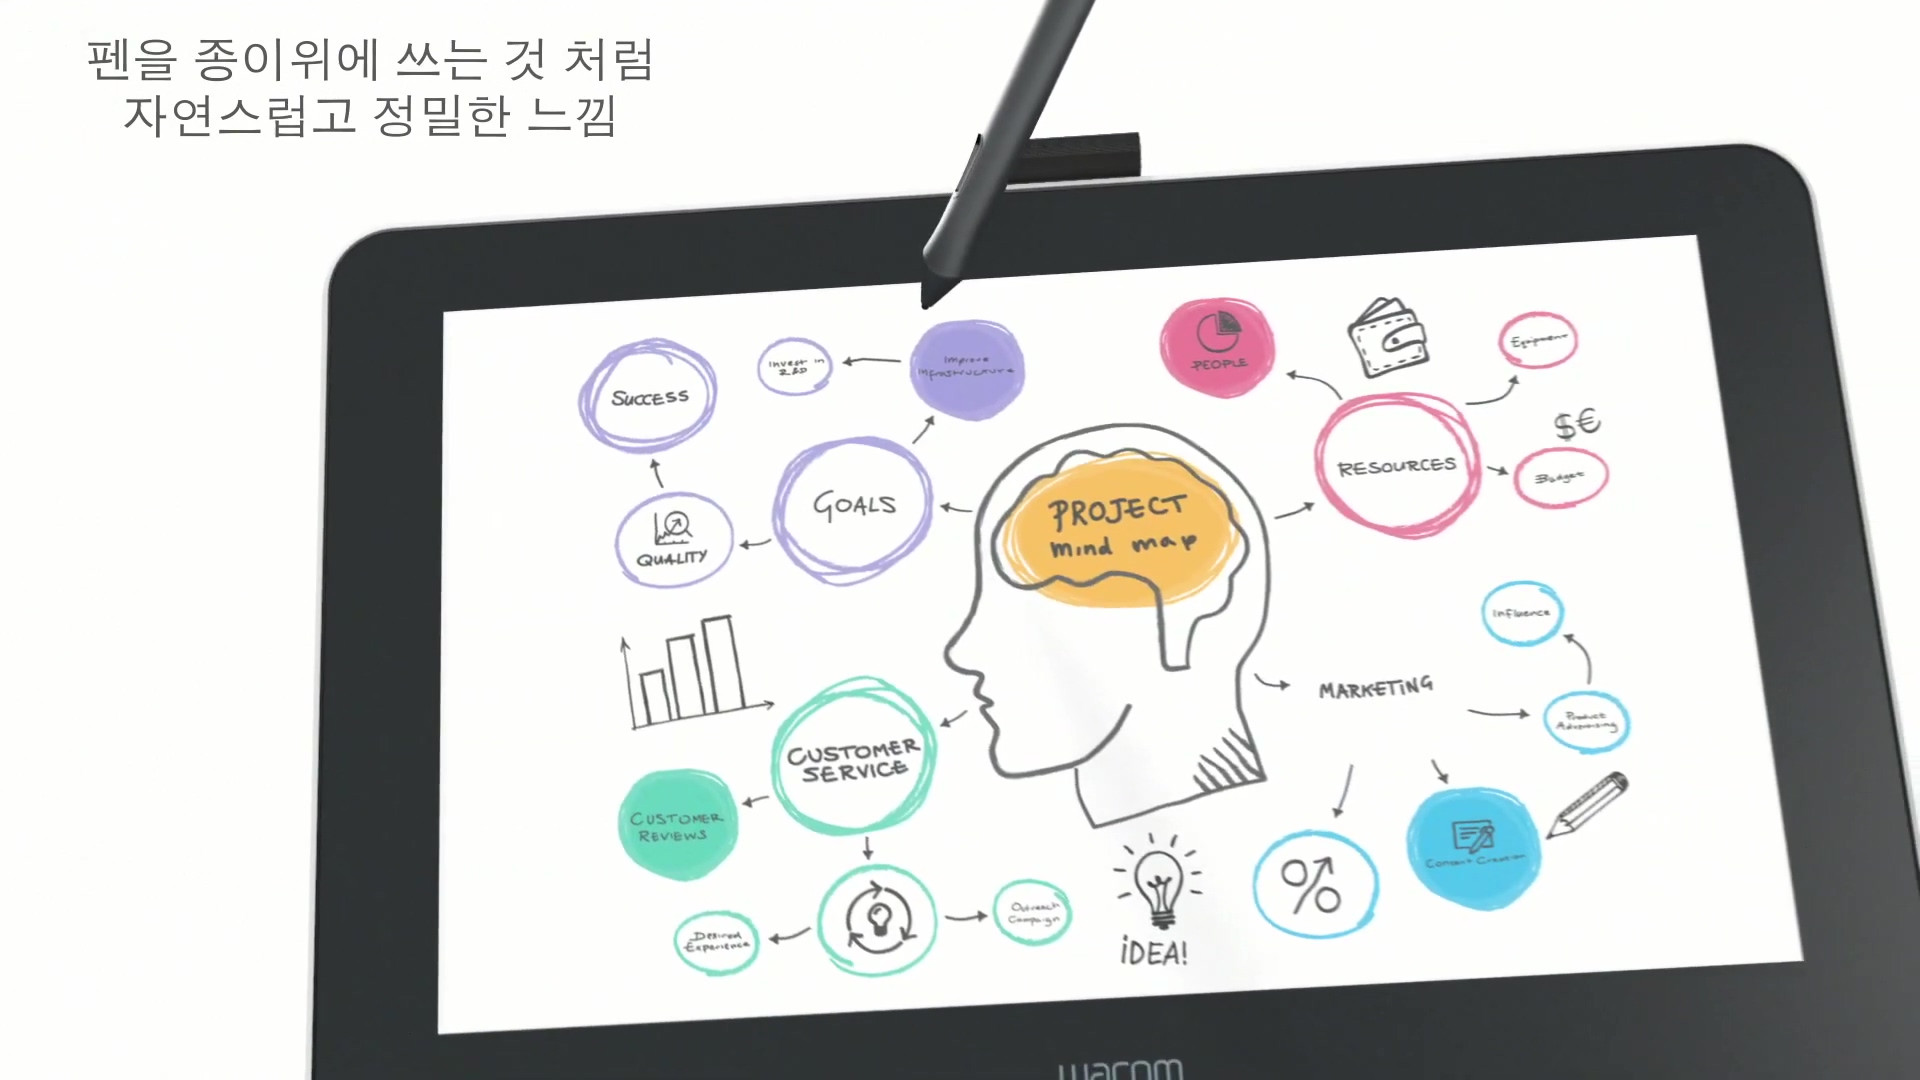 펜을 종이위에 쓰는 것 처럼
자연스럽고 정밀한 느낌
SUCCESS
Invest in
R&D
Improve
Infrastructure
PEOPLE
Equipment
$€
GOALS
PROJECT
mind map
RESOURCES
Budget
QUALITY
Influence
MARKETING
Product
Advertising
CUSTOMER
SERVICE
CUSTOMER
REVIEWS
Content Creation
%
Outreach
Campaign
Desired
Experience
iDEA!
wacom